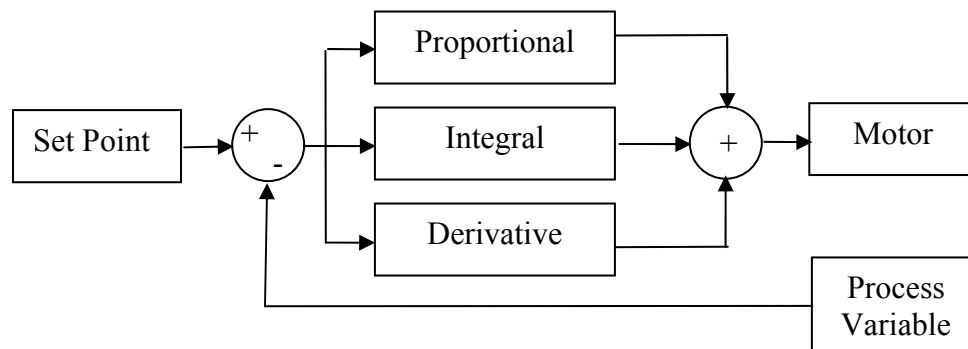 Proportional
Set Point
+
-
Integral
+
Motor
Derivative
Process
Variable